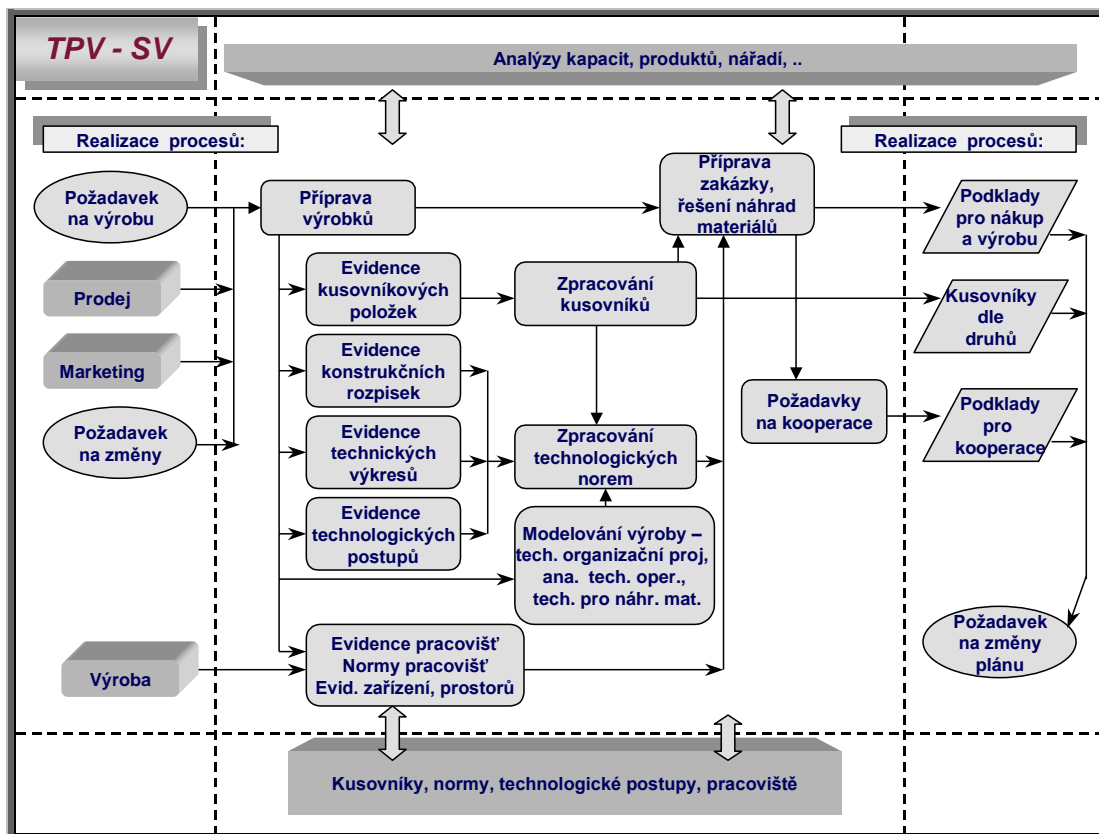 TPV - SV
Analýzy kapacit, produktů, nářadí, ..
Realizace procesů:
Realizace procesů:
Požadavek
na výrobu
Příprava
výrobků
Příprava
zakázky,
řešení náhrad
materiálů
Podklady
pro nákup
a výrobu
Prodej
Evidence
kusovníkových
položek
Zpracování
kusovníků
Kusovníky
dle
druhů
Marketing
Evidence
konstrukčních
rozpisek
Požadavky
na kooperace
Podklady
pro
kooperace
Požadavek
na změny
Evidence
technických
výkresů
Zpracování
technologických
norem
Evidence
technologických
postupů
Modelování výroby –
tech. organizační proj,
ana. tech. oper.,
tech. pro náhr. mat.
Požadavek
na změny
plánu
Výroba
Evidence pracovišť
Normy pracovišť
Evid. zařízení, prostorů
Kusovníky, normy, technologické postupy, pracoviště